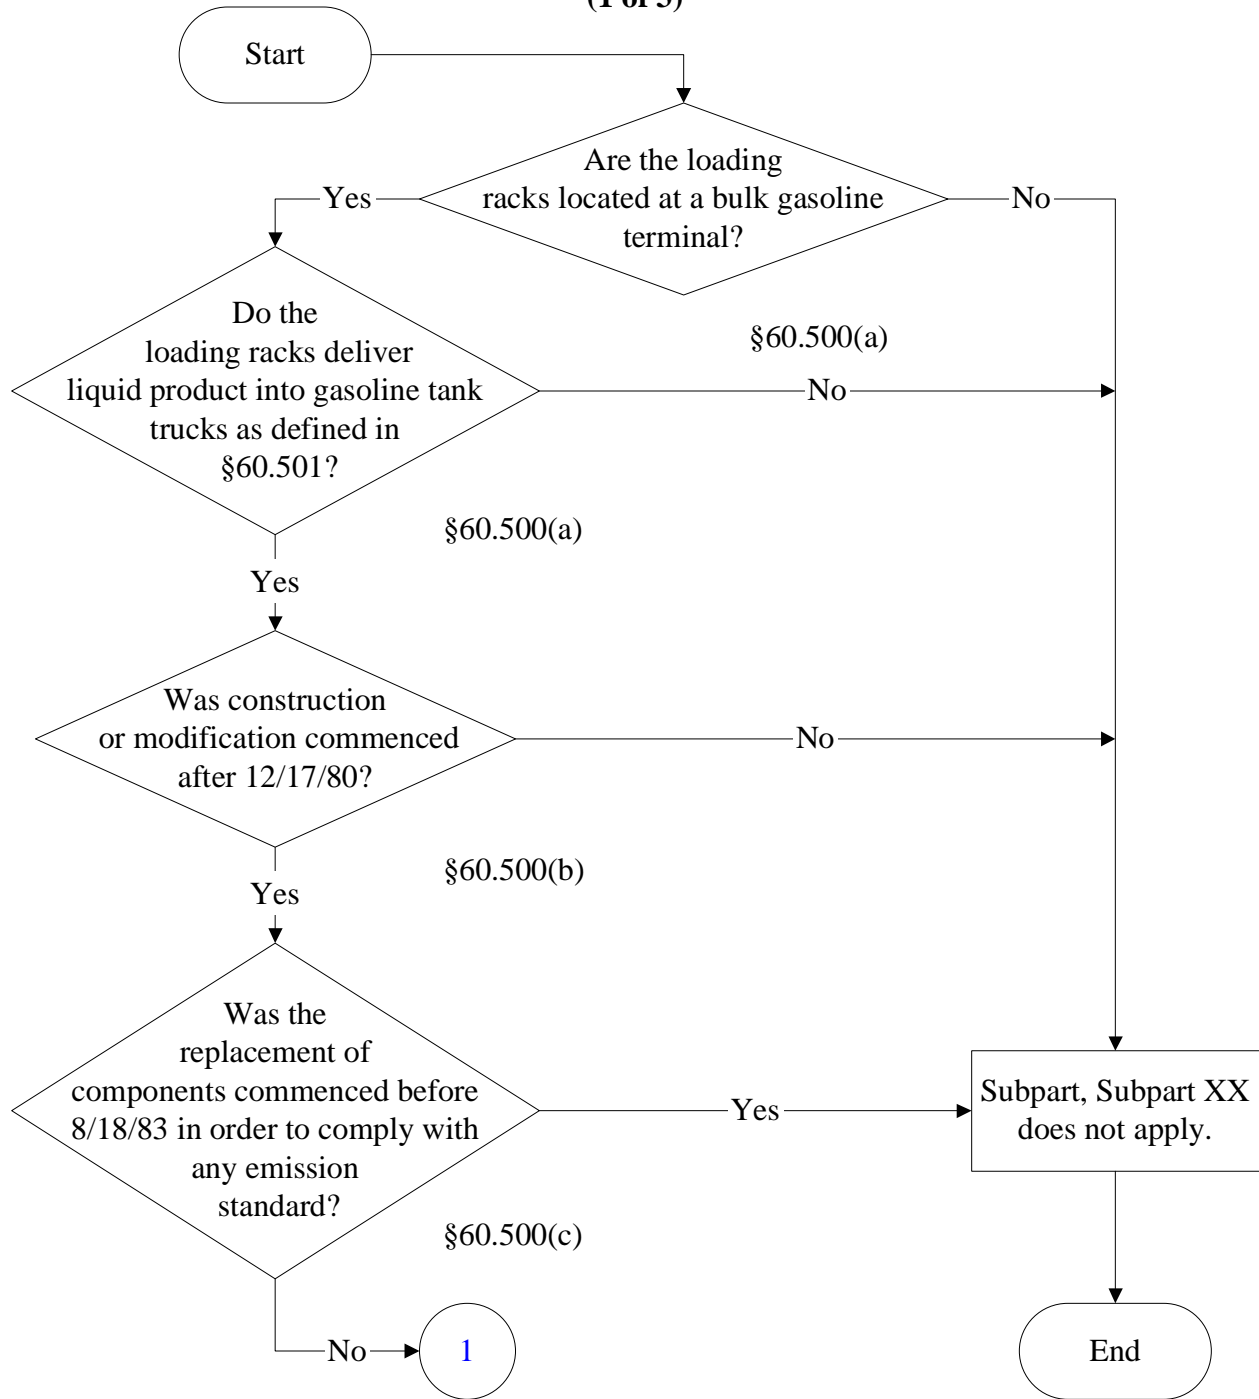 (1 of 3)
Start
Are the loading
racks located at a bulk gasoline
terminal?
Yes
No
§60.500(a)
Do the
loading racks deliver
liquid product into gasoline tank
trucks as defined in
§60.501?
No
§60.500(a)
Yes
Was construction
or modification commenced
after 12/17/80?
No
§60.500(b)
Yes
Was the
replacement of
components commenced before
8/18/83 in order to comply with
any emission
standard?
Yes
Subpart, Subpart XX
does not apply.
§60.500(c)
No
1
End